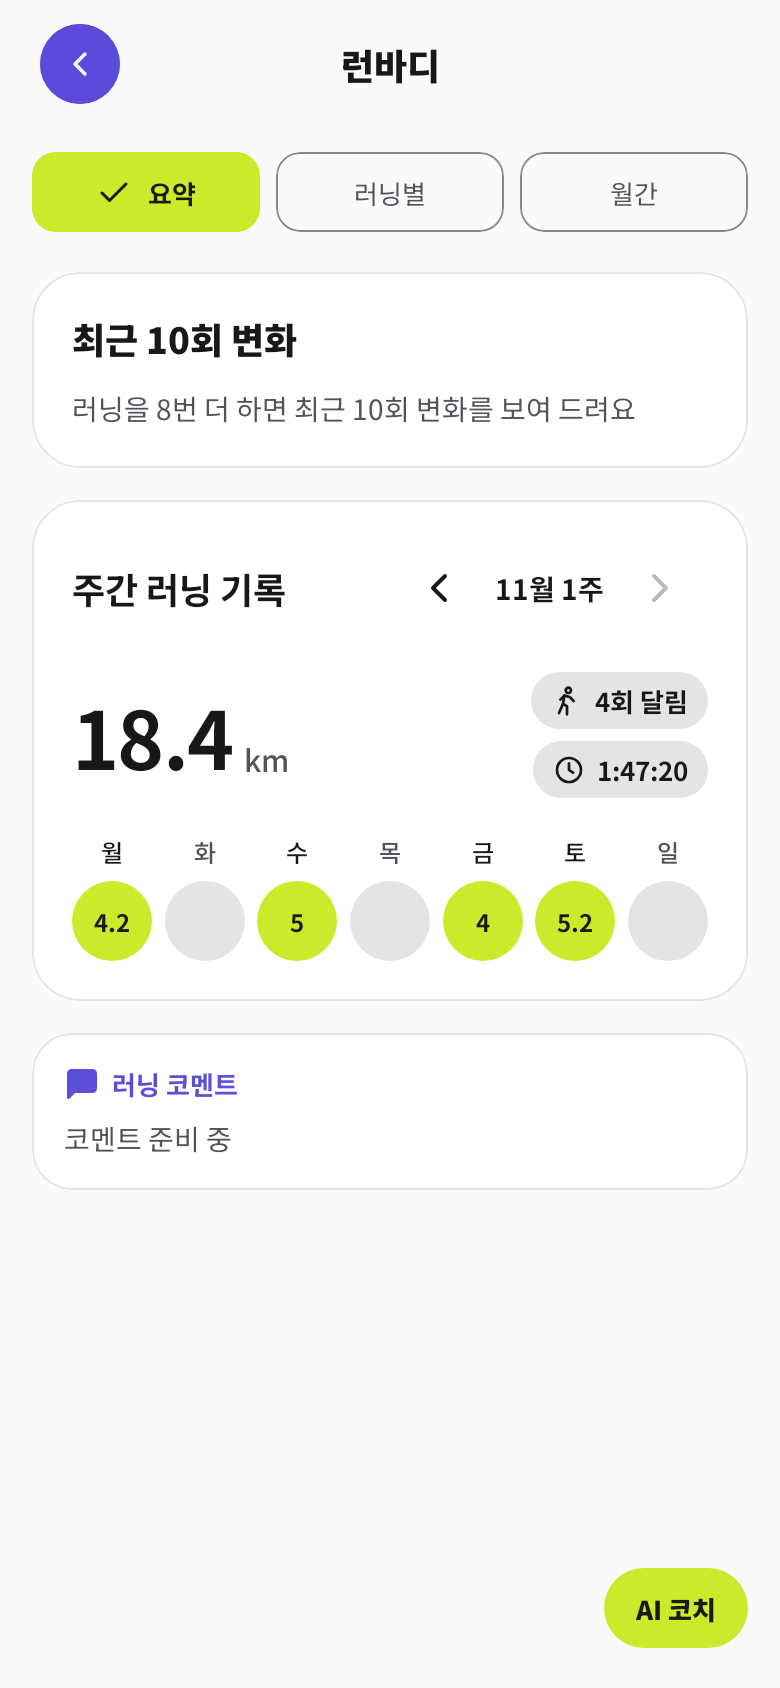 런바디
요약
러닝별
월간
최근 10회 변화
러닝을 8번 더 하면 최근 10회 변화를 보여 드려요
주간 러닝 기록
11월 1주
18.4 km
4회 달림
1:47:20
월 화 수 목 금 토 일
4.2 5 4 5.2
러닝 코멘트
코멘트 준비 중
AI 코치